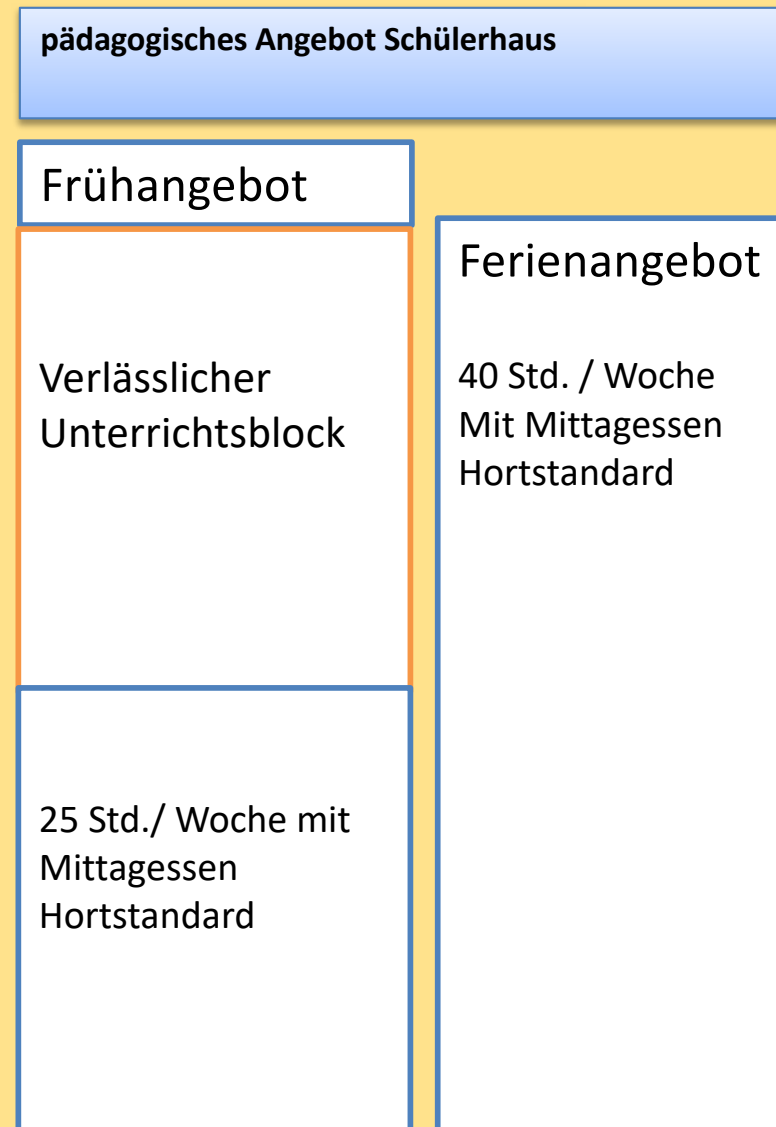 pädagogisches Angebot Schülerhaus
Frühangebot
Verlässlicher
Unterrichtsblock
25 Std./ Woche mit
Mittagessen
Hortstandard
Ferienangebot
40 Std. / Woche
Mit Mittagessen
Hortstandard